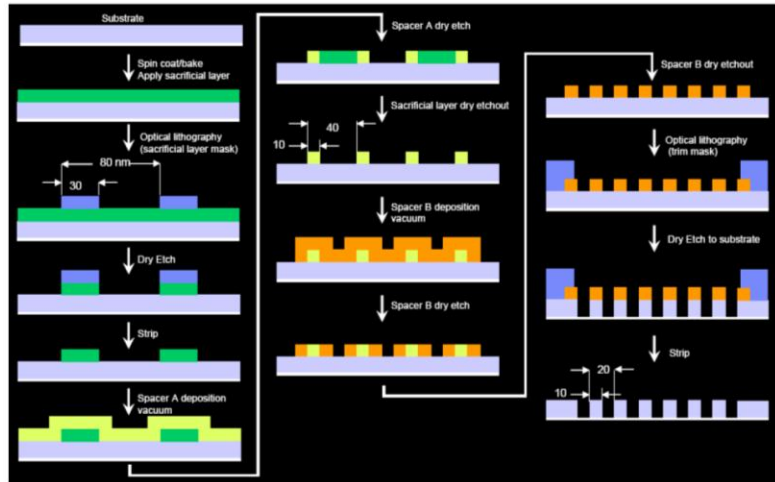 Substrate
Spin coat/bake
Apply sacrificial layer
Optical lithography
(sacrificial layer mask)
80 nm
30
Dry Etch
Strip
Spacer A deposition
vacuum
Spacer A dry etch
Sacrificial layer dry etchout
40
10
Spacer B deposition
vacuum
Spacer B dry etch
Spacer B dry etchout
Optical lithography
(trim mask)
Dry Etch to substrate
Strip
20
10